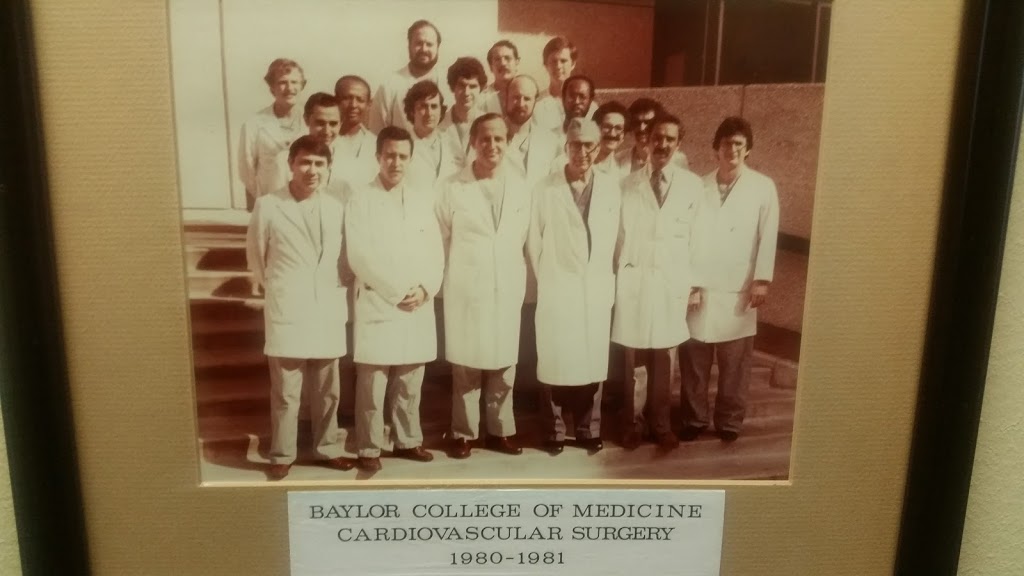 BAYLOR COLLEGE OF MEDICINE
CARDIOVASCULAR SURGERY
1980-1981